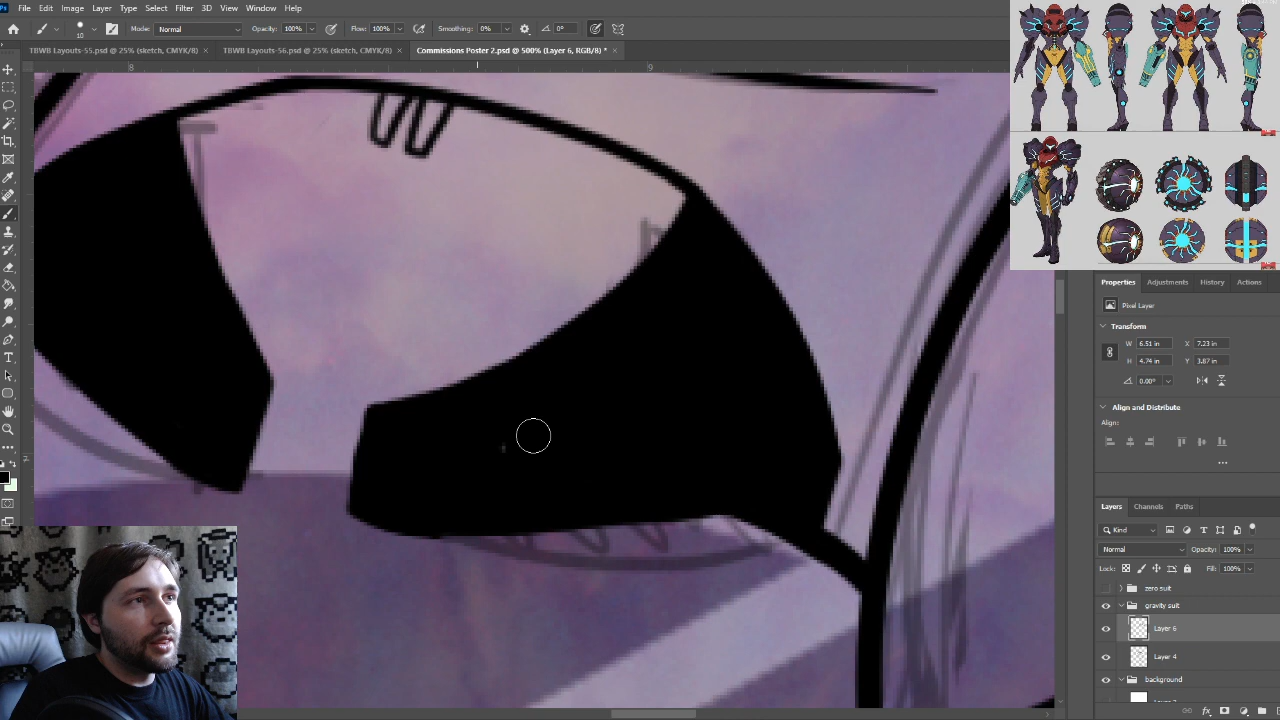 File Edit Image Layer Type Select Filter 3D View Window Help
10 Mode: Normal Opacity: 100% Flow: 100% Smoothing: 0% 0°
TBWB Layouts-55.psd @ 25% (sketch, CMYK/8) × TBWB Layouts-56.psd @ 25% (sketch, CMYK/8) × Commissions Poster 2.psd @ 500% (Layer 6, RGB/8) * ×
8 9
Properties Adjustments History Actions
Pixel Layer
Transform
W 6.51 in X 7.23 in
H 4.74 in Y 3.87 in
0.00°
Align and Distribute
Align:
Layers Channels Paths
Kind
Normal Opacity: 100%
Lock: Fill: 100%
zero suit
gravity suit
Layer 6
Layer 4
background